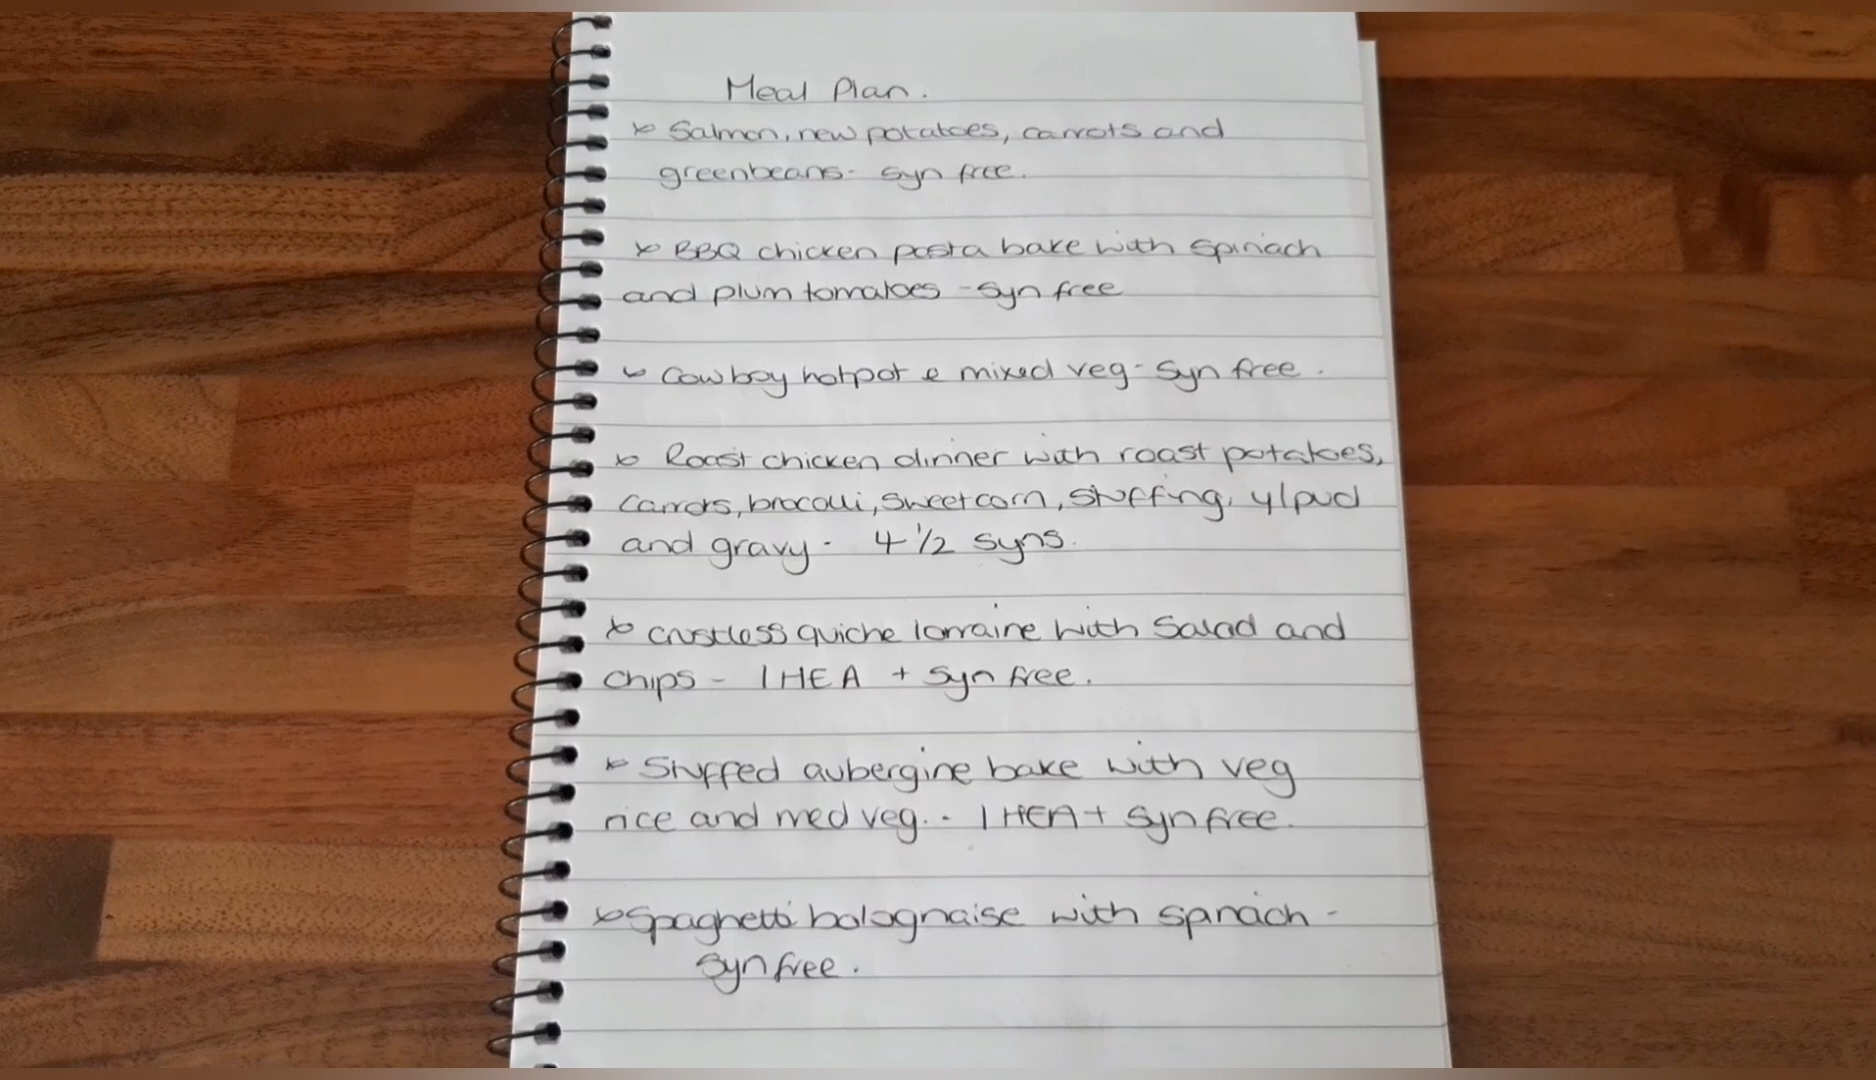 Meal Plan.
* Salmon, new potatoes, carrots and
greenbeans - syn free.
* BBQ chicken pasta bake with spinach
and plum tomatoes - syn free
* Cowboy hotpot & mixed veg - syn free.
* Roast chicken dinner with roast potatoes,
carrots, brocolli, sweetcorn, stuffing, y/pud
and gravy - 4 1/2 syns.
* Crustless quiche lorraine with salad and
chips - 1 HEA + syn free.
* Stuffed aubergine bake with veg
rice and med veg. - 1 HEA + syn free.
* Spaghetti bolognaise with spinach -
syn free.